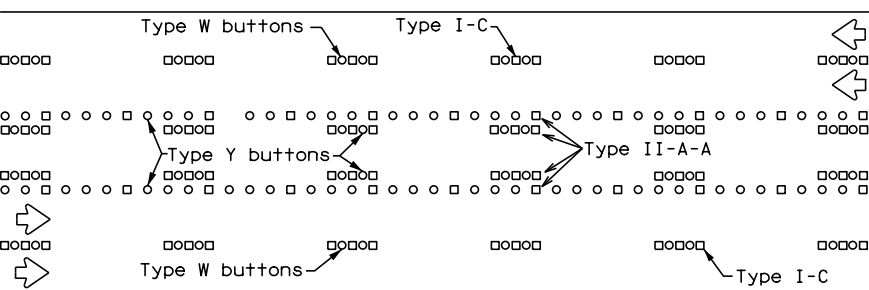 Type W buttons
Type I-C
Type Y buttons
Type II-A-A
Type W buttons
Type I-C